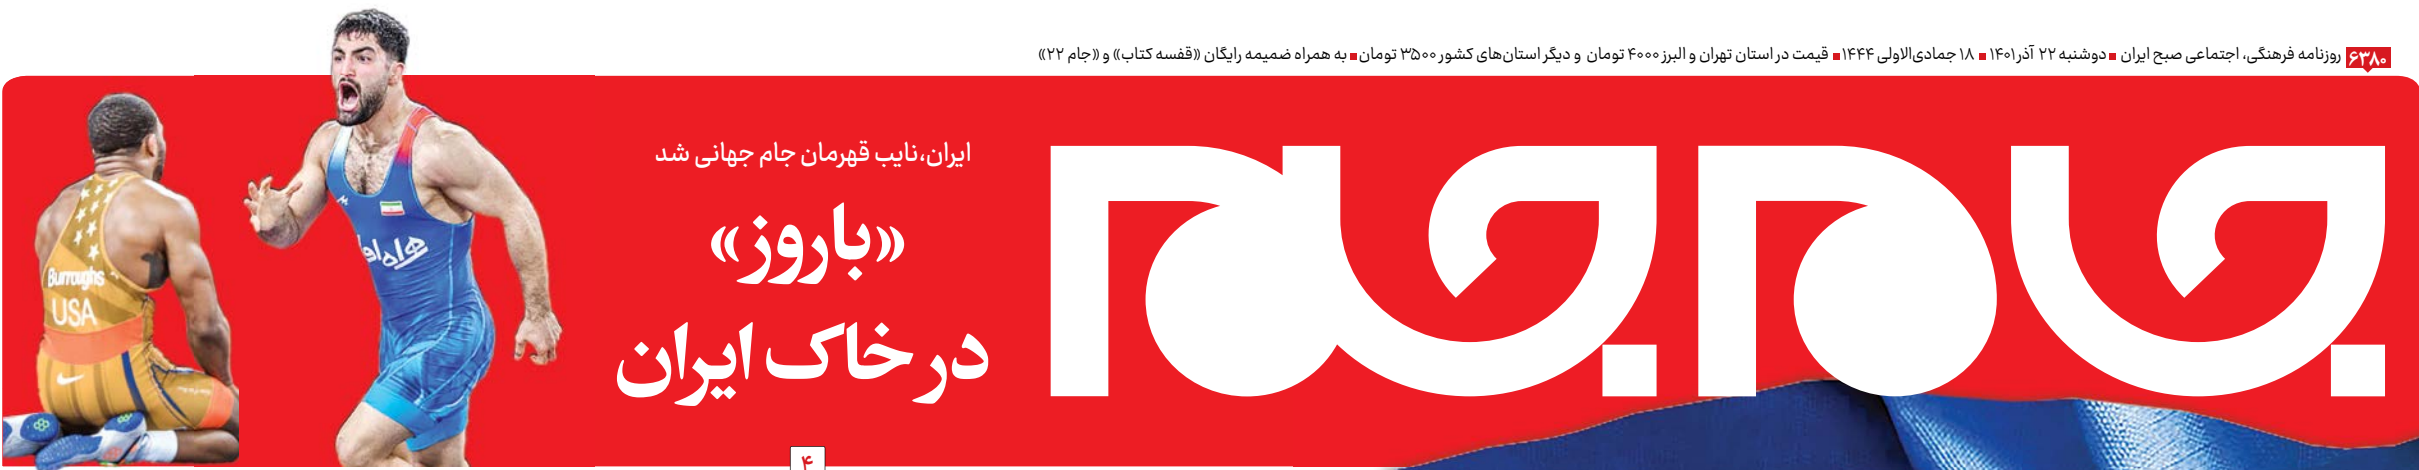 ۶۳۸۰ روزنامه فرهنگی، اجتماعی صبح ایران ■ دوشنبه ۲۲ آذر ۱۴۰۱ ■ ۱۸ جمادی‌الاولی ۱۴۴۴ ■ قیمت در استان تهران و البرز ۴۰۰۰ تومان و دیگر استان‌های کشور ۳۵۰۰ تومان ■ به همراه ضمیمه رایگان «قفسه کتاب» و «جام ۲۲»
جام جم
ایران،نایب قهرمان جام جهانی شد
«باروز»
در خاک ایران
۴
همراه اول
Burroughs
USA